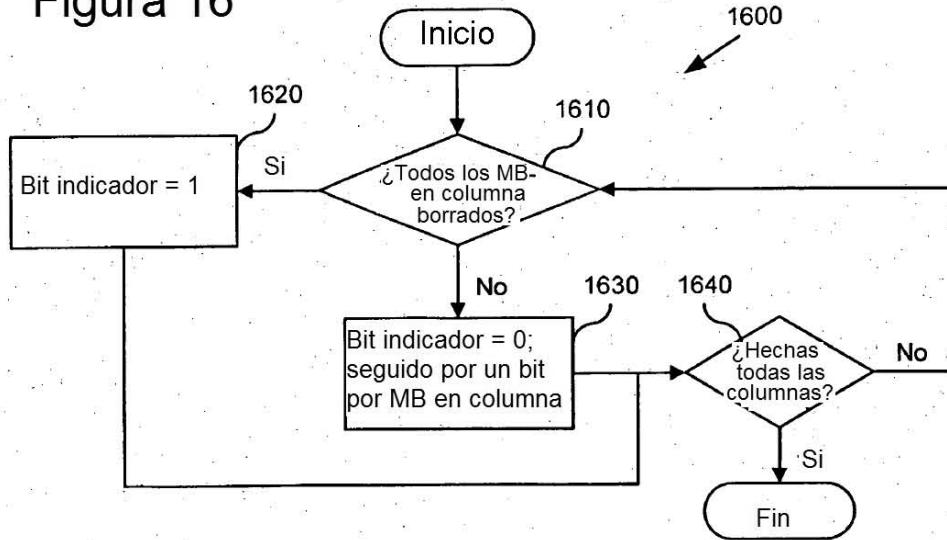 Figura 16
Inicio
1600
1620
1610
Bit indicador = 1
Si
¿Todos los MB
en columna
borrados?
No
1630
1640
Bit indicador = 0;
seguido por un bit
por MB en columna
¿Hechas
todas las
columnas?
No
Si
Fin